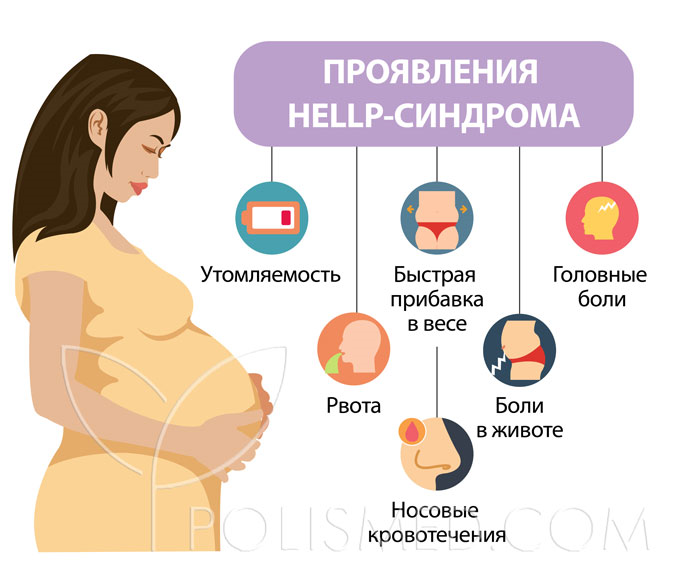 ПРОЯВЛЕНИЯ
HELLP-СИНДРОМА
Утомляемость
Быстрая
прибавка
в весе
Головные
боли
Рвота
Боли
в животе
Носовые
кровотечения
POLISMED.COM